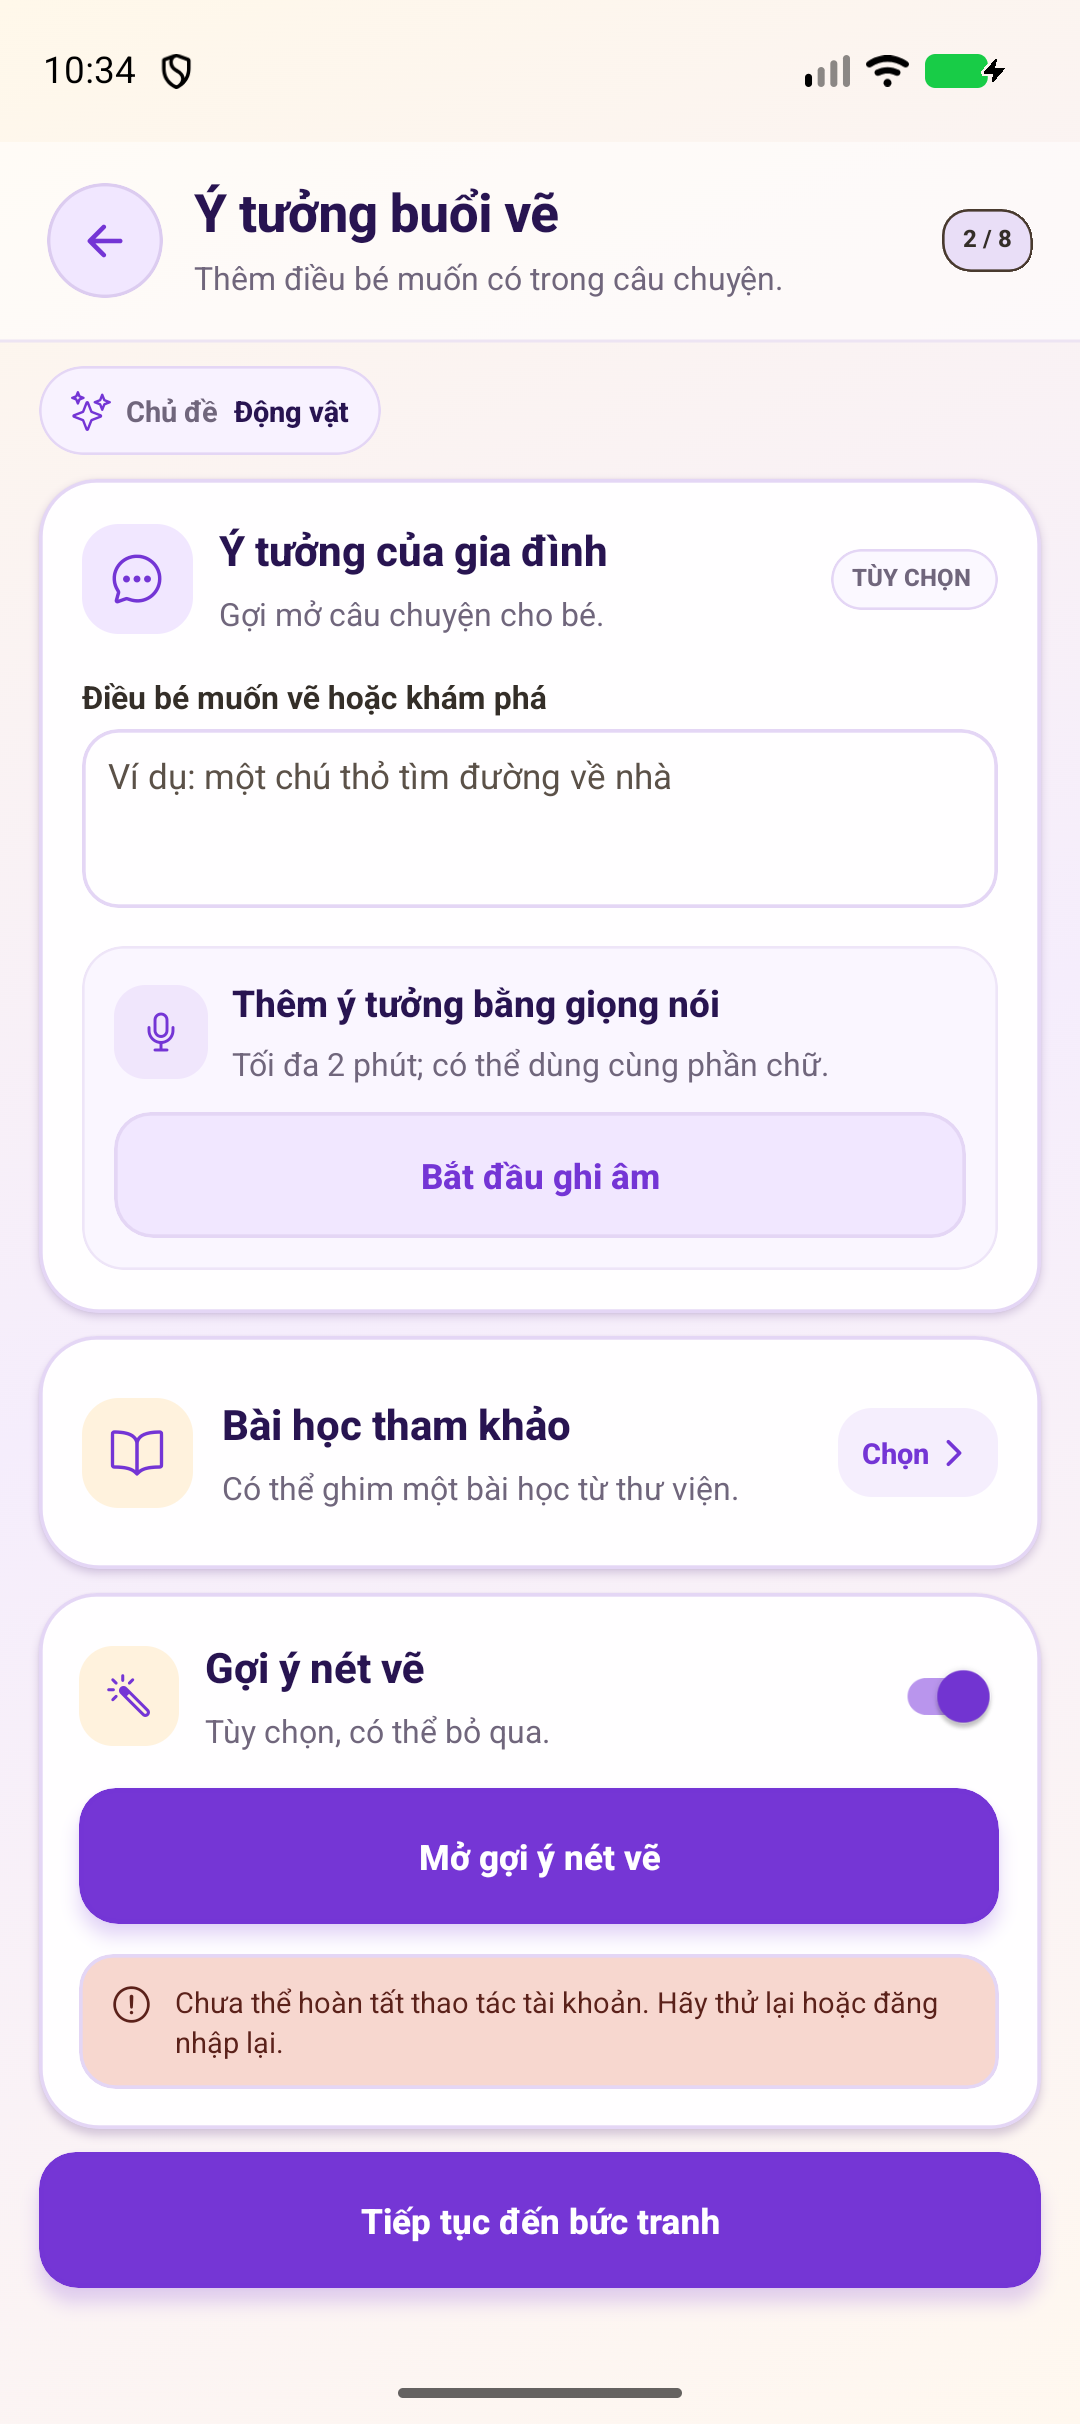 10:34
Ý tưởng buổi vẽ
Thêm điều bé muốn có trong câu chuyện.
2 / 8
Chủ đề Động vật
Ý tưởng của gia đình
Gợi mở câu chuyện cho bé.
TÙY CHỌN
Điều bé muốn vẽ hoặc khám phá
Ví dụ: một chú thỏ tìm đường về nhà
Thêm ý tưởng bằng giọng nói
Tối đa 2 phút; có thể dùng cùng phần chữ.
Bắt đầu ghi âm
Bài học tham khảo
Có thể ghim một bài học từ thư viện.
Chọn
Gợi ý nét vẽ
Tùy chọn, có thể bỏ qua.
Mở gợi ý nét vẽ
Chưa thể hoàn tất thao tác tài khoản. Hãy thử lại hoặc đăng
nhập lại.
Tiếp tục đến bức tranh